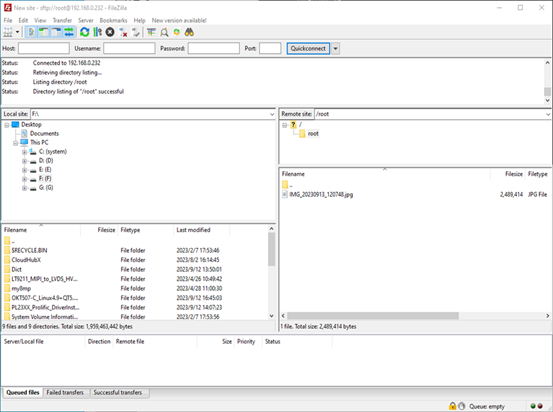 New site - sftp://root@192.168.0.232 - FileZilla
File Edit View Transfer Server Bookmarks Help New version available!
Host: Username: Password: Port: Quickconnect
Status: Connected to 192.168.0.232
Status: Retrieving directory listing...
Status: Listing directory /root
Status: Directory listing of "/root" successful
Local site: F:\
Desktop
Documents
This PC
C: (system)
D: (D)
E: (E)
F: (F)
G: (G)
Remote site: /root
/
root
Filename Filesize Filetype Last modified
..
$RECYCLE.BIN File folder 2023/2/7 17:53:46
CloudHubX File folder 2023/8/2 16:14:45
Dict File folder 2023/9/12 13:50:01
LT9211_MIPI_to_LVDS_HV... File folder 2023/4/26 10:49:42
my8mp File folder 2023/4/28 11:00:30
OKT507-C_Linux4.9+QT5.... File folder 2023/9/12 16:45:03
PL23XX_Prolific_DriverInst... File folder 2023/9/12 14:07:23
System Volume Informati... File folder 2023/2/7 17:53:56
9 files and 9 directories. Total size: 1,959,463,442 bytes
Filename Filesize Filetype
..
IMG_20230913_120748.jpg 2,489,414 JPG File
1 file. Total size: 2,489,414 bytes
Server/Local file Direction Remote file Size Priority Status
Queued files Failed transfers Successful transfers
Queue: empty